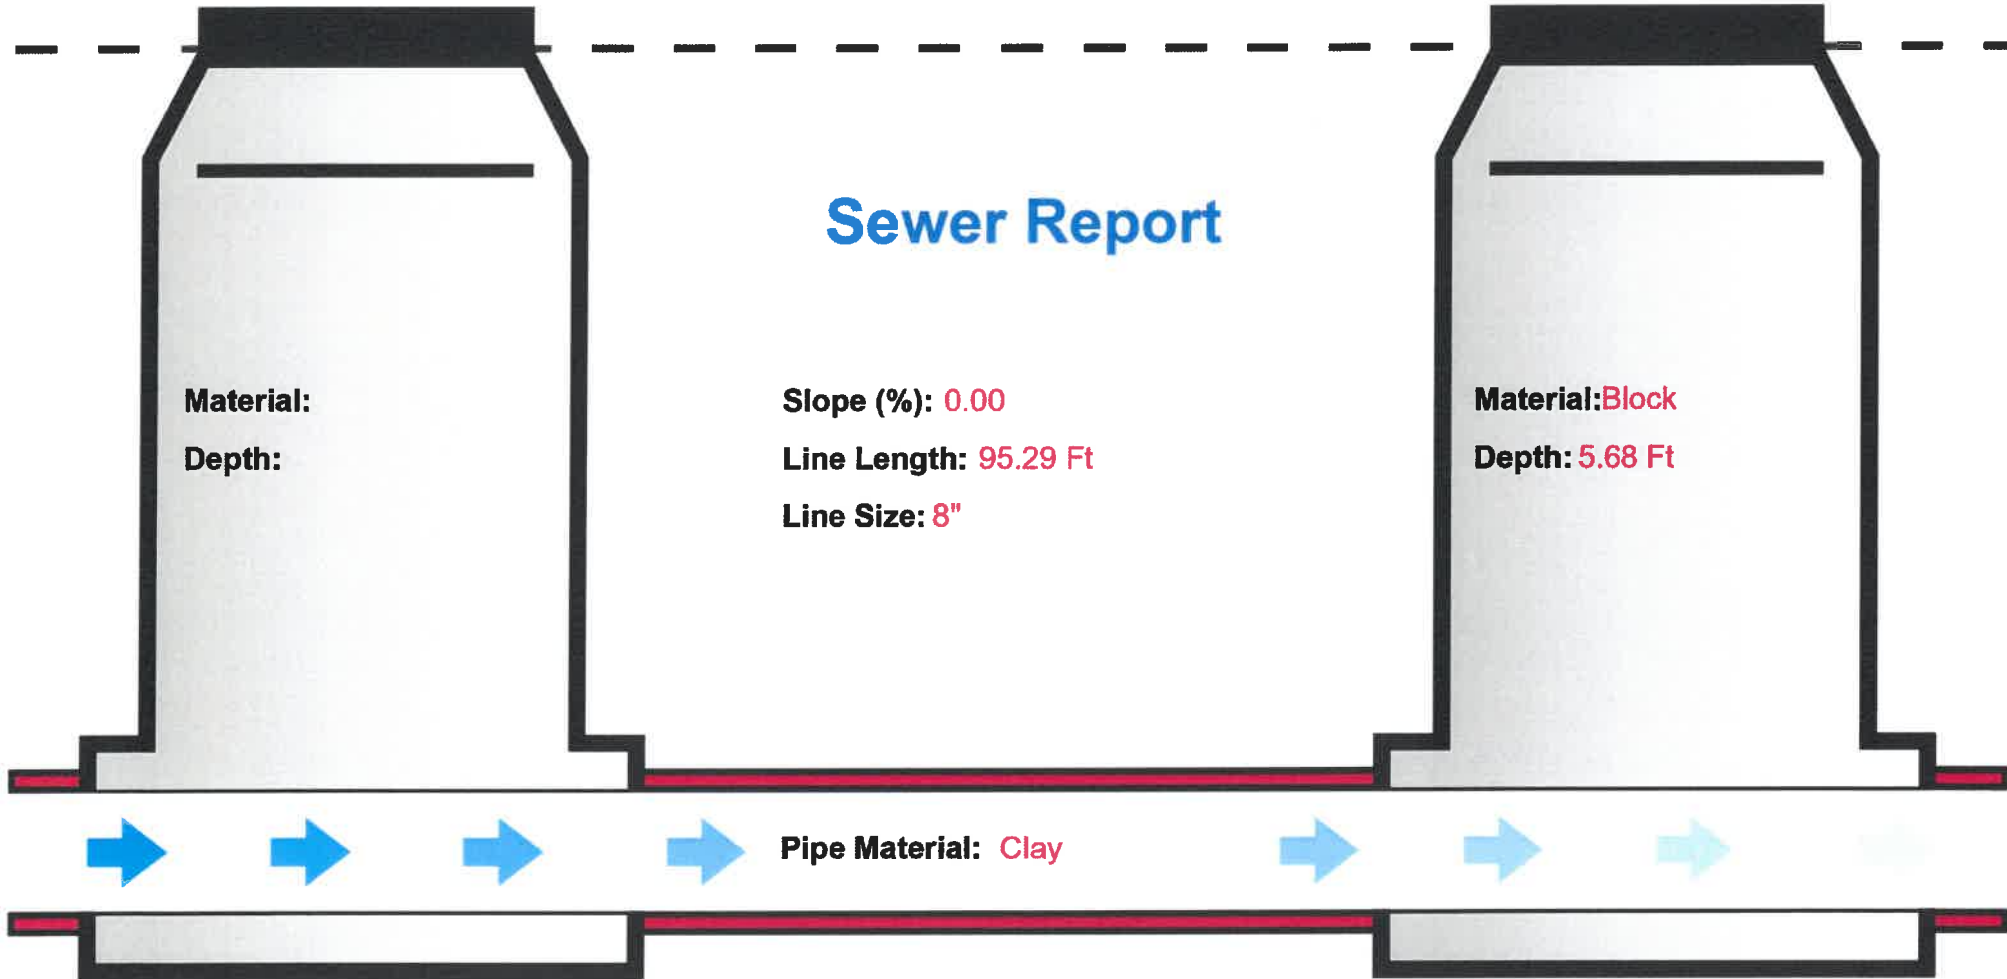 Sewer Report
Material:
Depth:
Slope (%): 0.00
Line Length: 95.29 Ft
Line Size: 8"
Material:Block
Depth: 5.68 Ft
Pipe Material: Clay